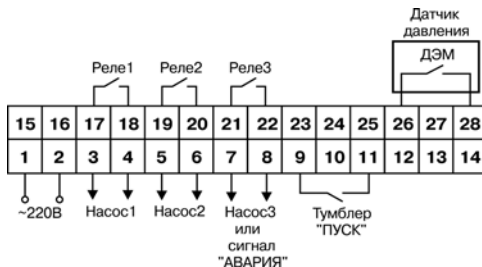 Датчик
давления
ДЭМ
Реле1 Реле2 Реле3
15 16 17 18 19 20 21 22 23 24 25 26 27 28
1 2 3 4 5 6 7 8 9 10 11 12 13 14
~220В Насос1 Насос2 Насос3 Тумблер
или "ПУСК"
сигнал
"АВАРИЯ"